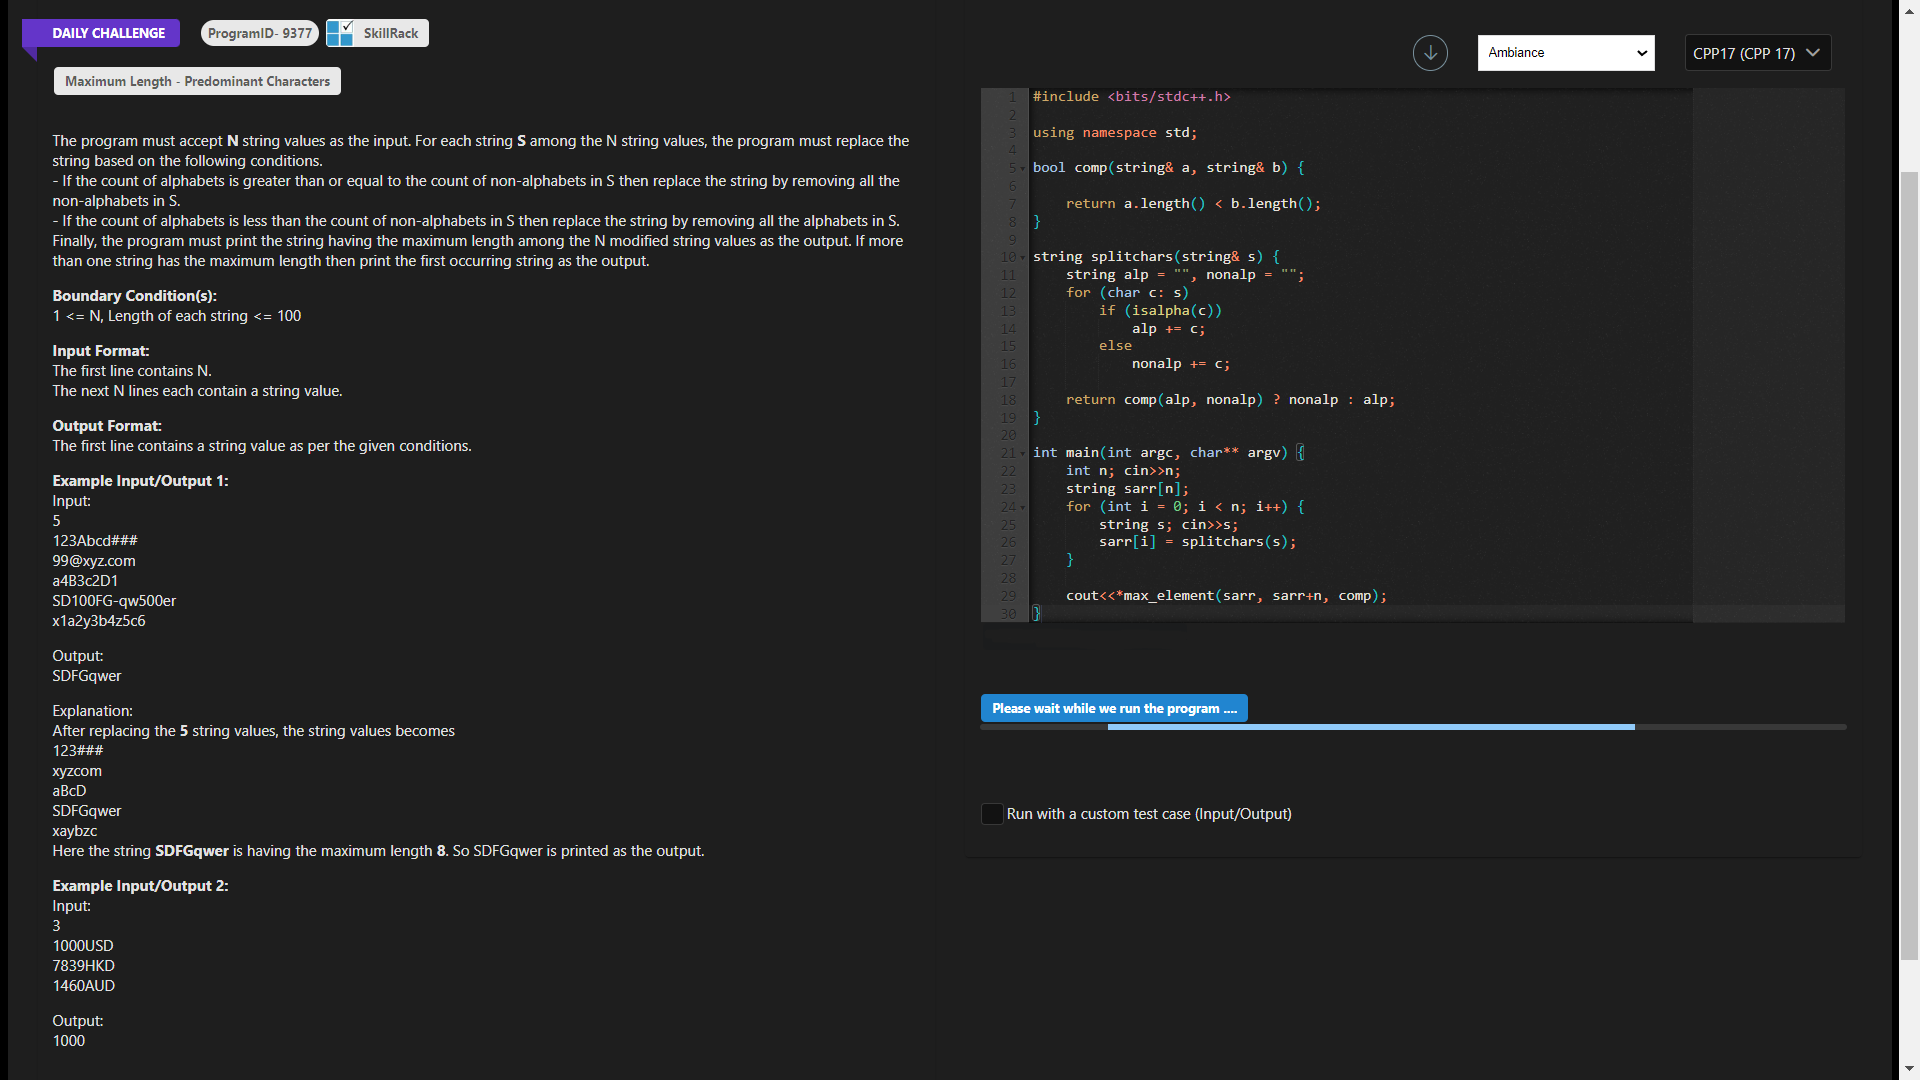 DAILY CHALLENGE
ProgramID- 9377
SkillRack
Maximum Length - Predominant Characters
The program must accept N string values as the input. For each string S among the N string values, the program must replace the
string based on the following conditions.
- If the count of alphabets is greater than or equal to the count of non-alphabets in S then replace the string by removing all the
non-alphabets in S.
- If the count of alphabets is less than the count of non-alphabets in S then replace the string by removing all the alphabets in S.
Finally, the program must print the string having the maximum length among the N modified string values as the output. If more
than one string has the maximum length then print the first occurring string as the output.
Boundary Condition(s):
1 <= N, Length of each string <= 100
Input Format:
The first line contains N.
The next N lines each contain a string value.
Output Format:
The first line contains a string value as per the given conditions.
Example Input/Output 1:
Input:
5
123Abcd###
99@xyz.com
a4B3c2D1
SD100FG-qw500er
x1a2y3b4z5c6
Output:
SDFGqwer
Explanation:
After replacing the 5 string values, the string values becomes
123###
xyzcom
aBcD
SDFGqwer
xaybzc
Here the string SDFGqwer is having the maximum length 8. So SDFGqwer is printed as the output.
Example Input/Output 2:
Input:
3
1000USD
7839HKD
1460AUD
Output:
1000
Ambiance
CPP17 (CPP 17)
1 #include <bits/stdc++.h>
2
3 using namespace std;
4
5 bool comp(string& a, string& b) {
6
7     return a.length() < b.length();
8 }
9
10 string splitchars(string& s) {
11     string alp = "", nonalp = "";
12     for (char c: s)
13         if (isalpha(c))
14             alp += c;
15         else
16             nonalp += c;
17
18     return comp(alp, nonalp) ? nonalp : alp;
19 }
20
21 int main(int argc, char** argv) {
22     int n; cin>>n;
23     string sarr[n];
24     for (int i = 0; i < n; i++) {
25         string s; cin>>s;
26         sarr[i] = splitchars(s);
27     }
28
29     cout<<*max_element(sarr, sarr+n, comp);
30 }
Please wait while we run the program ....
Run with a custom test case (Input/Output)